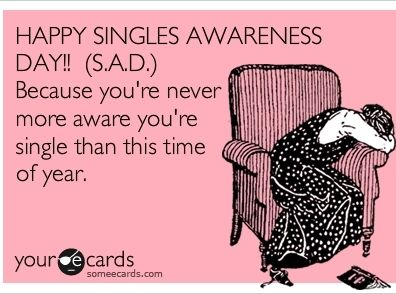 HAPPY SINGLES AWARENESS
DAY!! (S.A.D.)
Because you're never
more aware you're
single than this time
of year.
your e cards
someecards.com